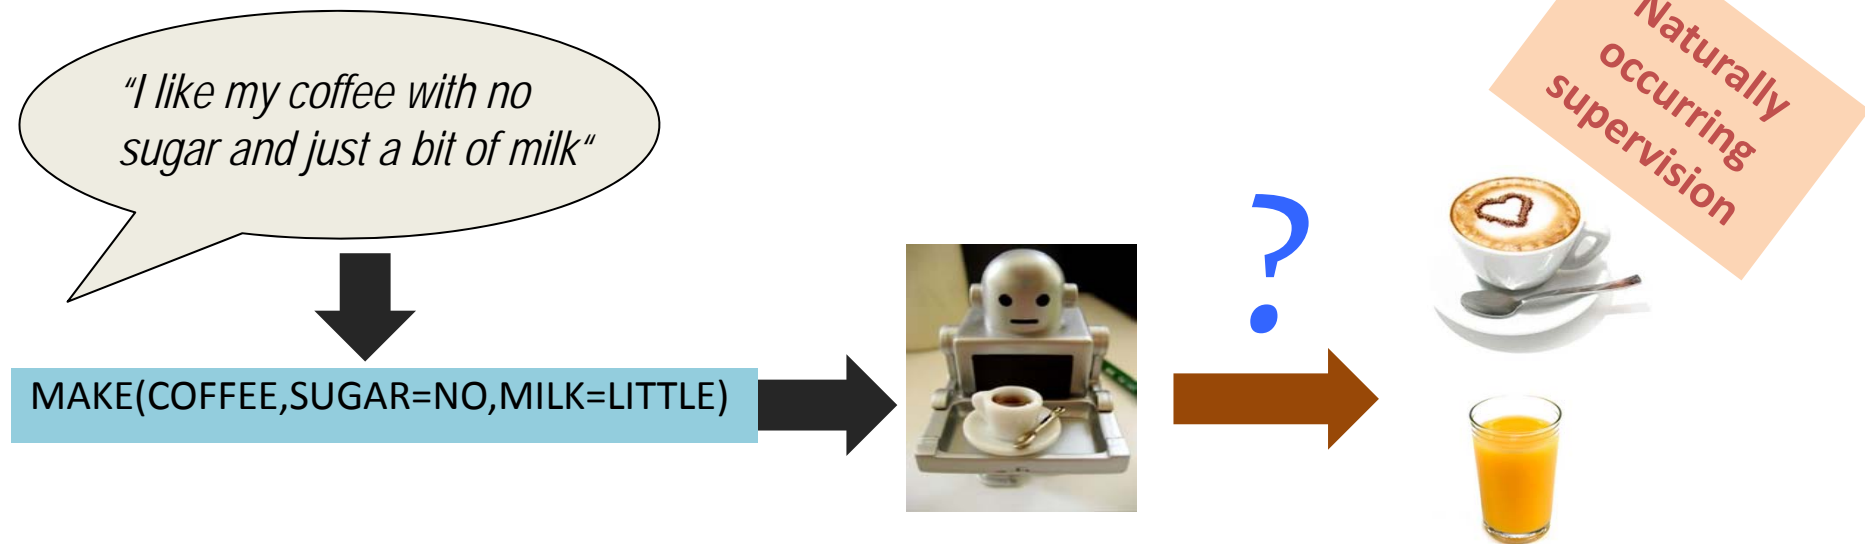 “I like my coffee with no
sugar and just a bit of milk“
MAKE(COFFEE,SUGAR=NO,MILK=LITTLE)
?
Naturally
occurring
supervision